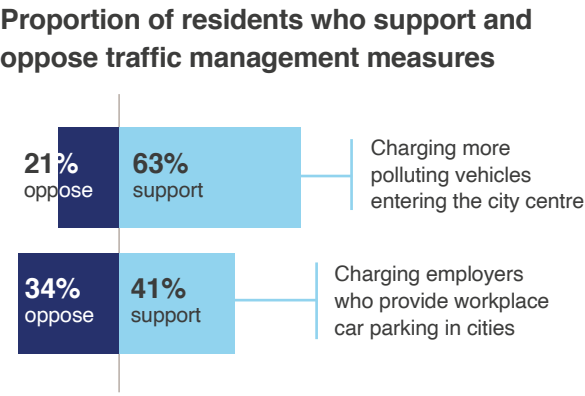 Proportion of residents who support and
oppose traffic management measures
21%
oppose
63%
support
Charging more
polluting vehicles
entering the city centre
34%
oppose
41%
support
Charging employers
who provide workplace
car parking in cities